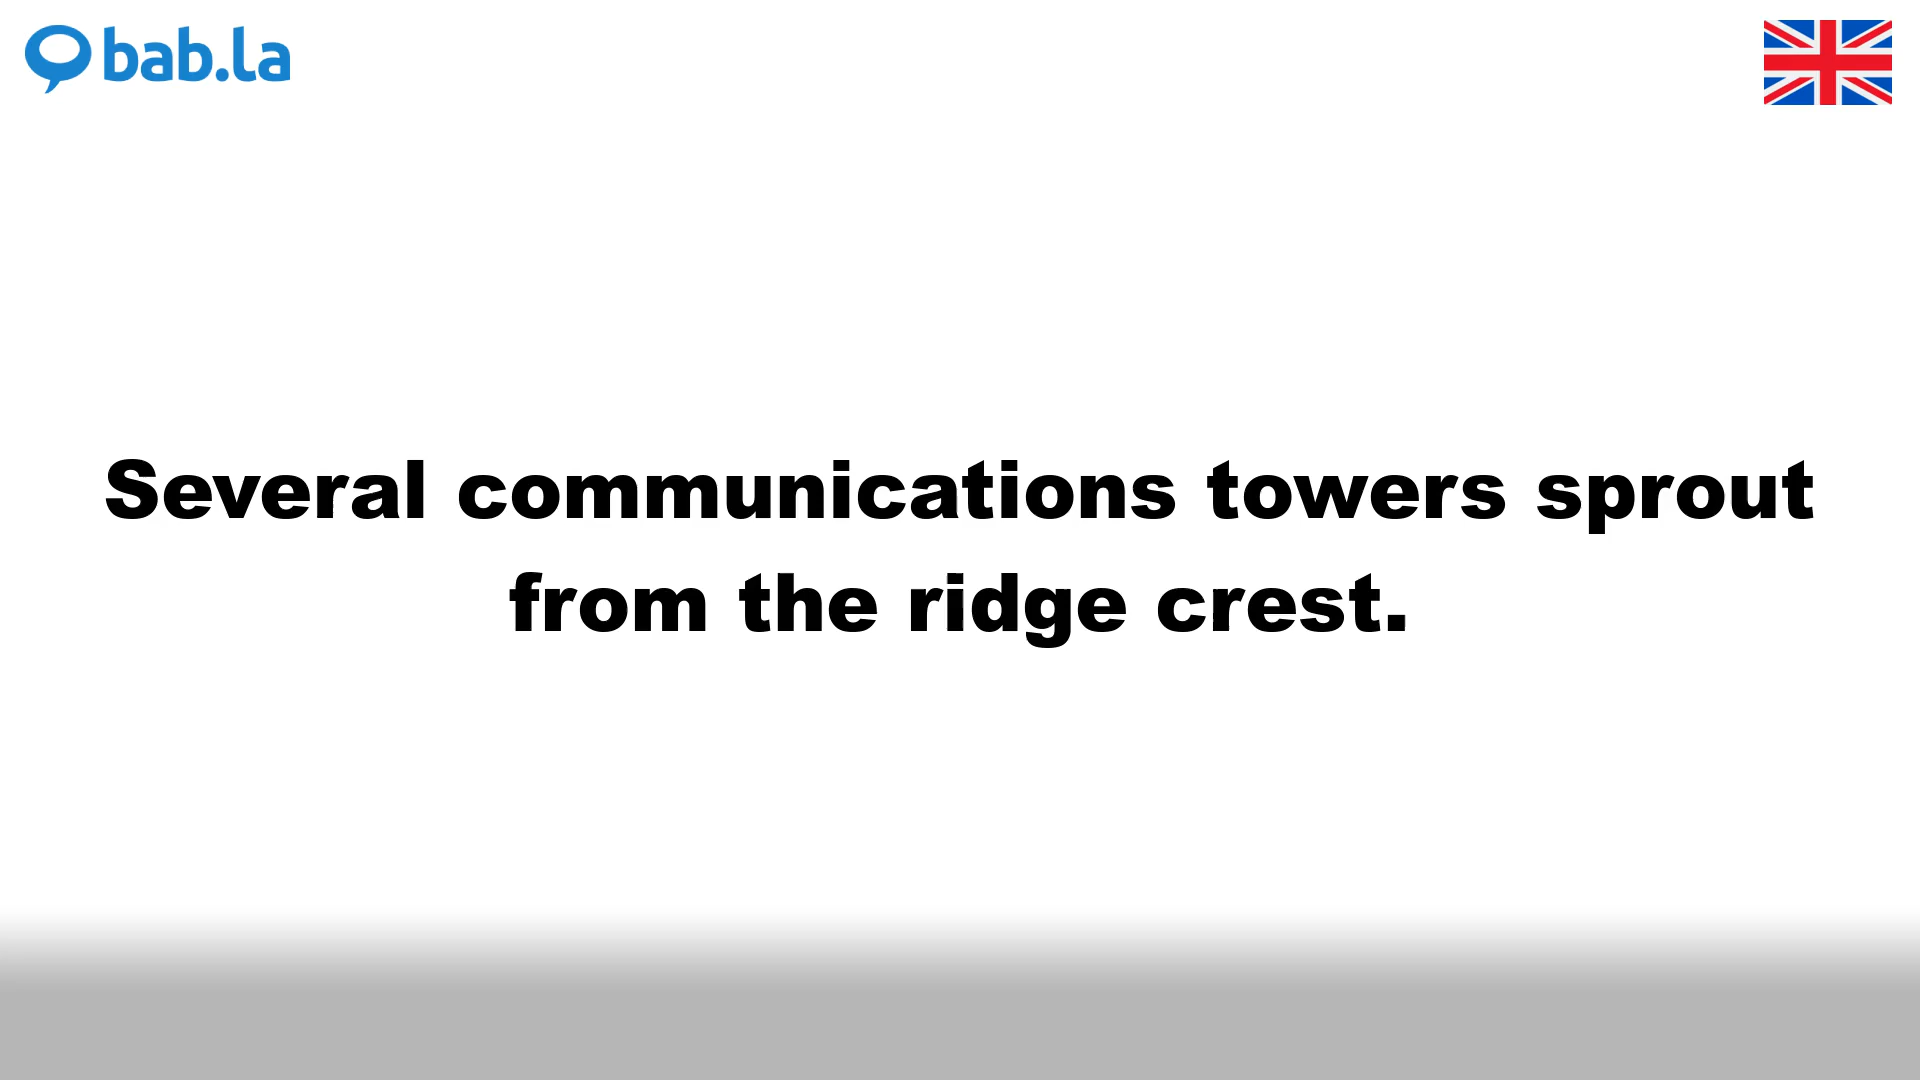 bab.la
Several communications towers sprout
from the ridge crest.